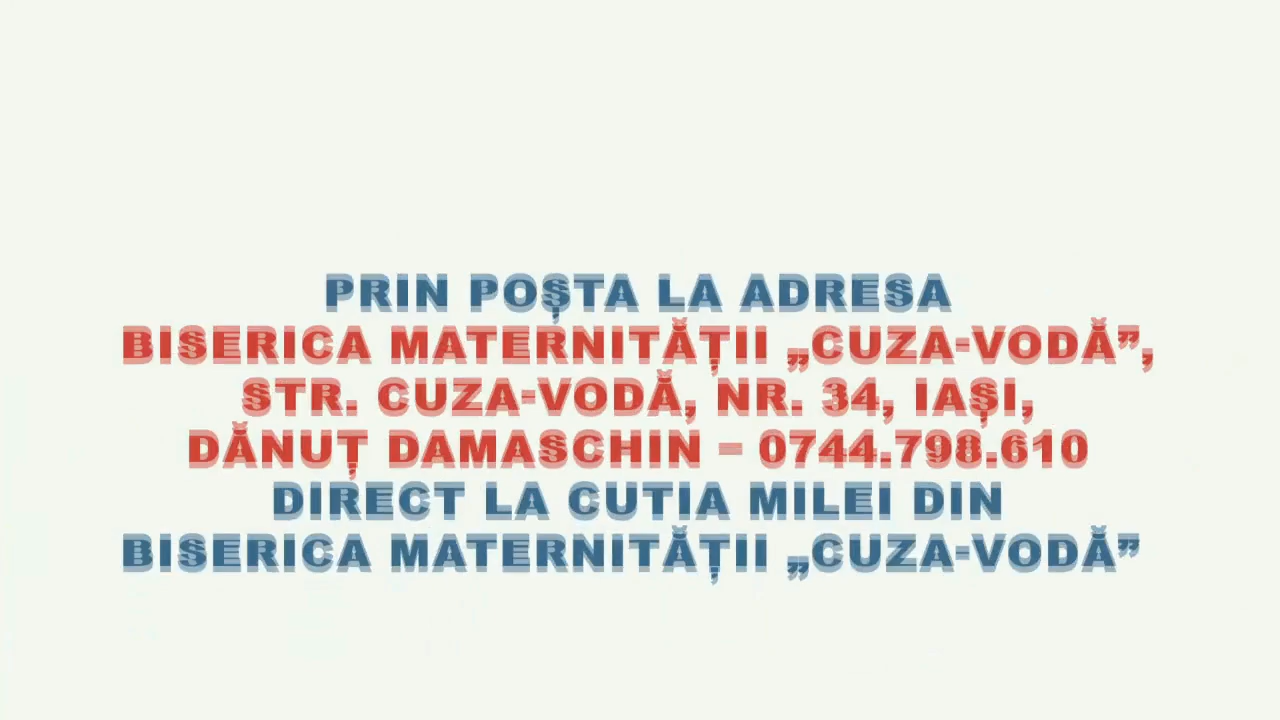 PRIN POȘTA LA ADRESA
BISERICA MATERNITĂȚII „CUZA-VODĂ”,
STR. CUZA-VODĂ, NR. 34, IAȘI,
DĂNUȚ DAMASCHIN – 0744.798.610
DIRECT LA CUTIA MILEI DIN
BISERICA MATERNITĂȚII „CUZA-VODĂ”